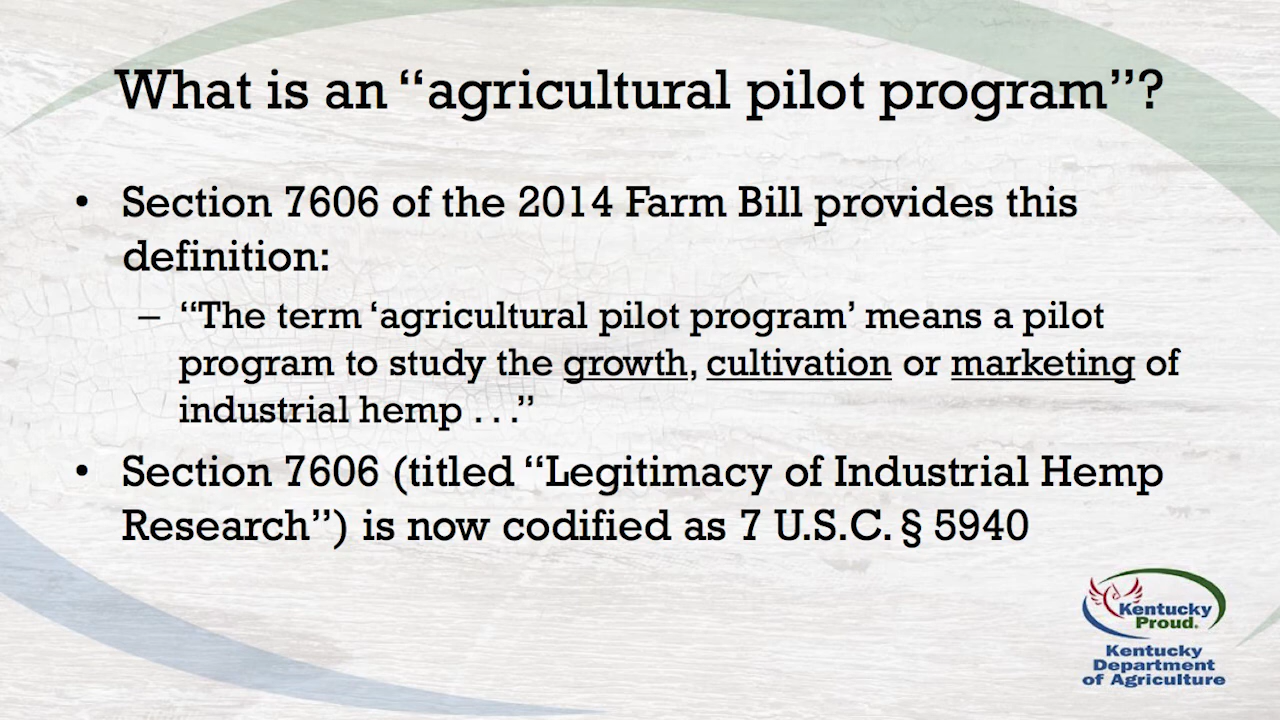 What is an “agricultural pilot program”?
• Section 7606 of the 2014 Farm Bill provides this
definition:
– “The term ‘agricultural pilot program’ means a pilot
program to study the growth, cultivation or marketing of
industrial hemp . . .”
• Section 7606 (titled “Legitimacy of Industrial Hemp
Research”) is now codified as 7 U.S.C. § 5940
Kentucky
Proud.
Kentucky
Department
of Agriculture